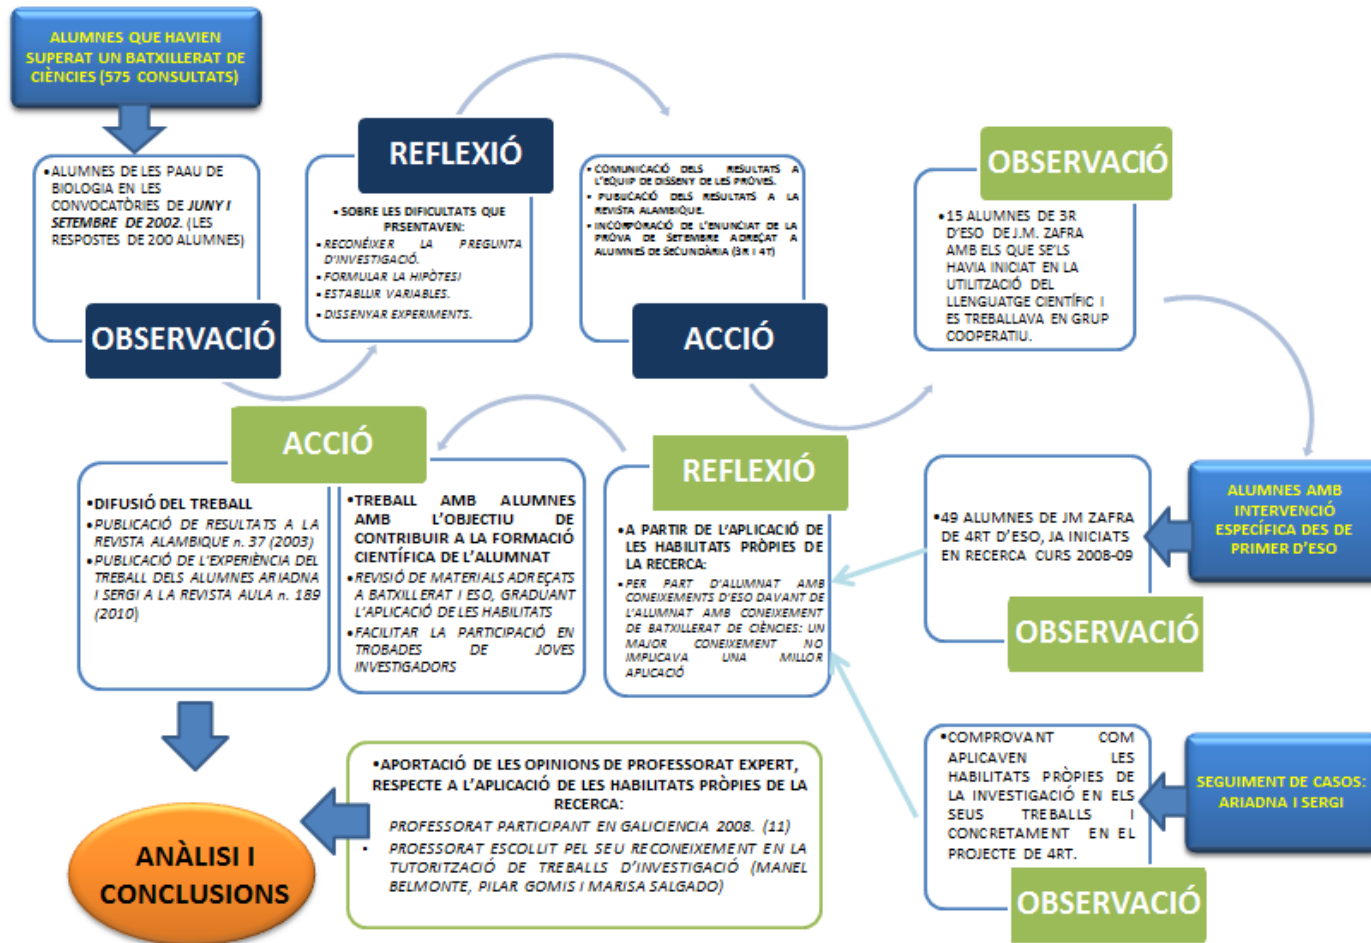 ALUMNES QUE HAVIEN
SUPERAT UN BATXILLERAT DE
CIÈNCIES (575 CONSULTATS)
•ALUMNES DE LES PAAU DE
BIOLOGIA EN LES
CONVOCATÒRIES DE JUNY I
SETEMBRE DE 2002. (LES
RESPOSTES DE 200 ALUMNES)
OBSERVACIÓ
REFLEXIÓ
• SOBRE LES DIFICULTATS QUE
PRSENTAVEN:
•RECONÉIXER LA PREGUNTA
D'INVESTIGACIÓ.
•FORMULAR LA HIPÒTESI
•ESTABLIR VARIABLES.
•DISSENYAR EXPERIMENTS.
• COMUNICACIÓ DELS RESULTATS A
L'EQUIP DE DISSENY DE LES PROVES.
• PUBLICACIÓ DELS RESULTATS A LA
REVISTA ALAMBIQUE.
• INCORPORACIÓ DE L'ENUNCIAT DE LA
PROVA DE SETEMBRE ADREÇAT A
ALUMNES DE SECUNDÀRIA (3R I 4T)
ACCIÓ
OBSERVACIÓ
•15 ALUMNES DE 3R
D'ESO DE J.M. ZAFRA
AMB ELS QUE SE'LS
HAVIA INICIAT EN LA
UTILITZACIÓ DEL
LLENGUATGE CIENTÍFIC I
ES TREBALLAVA EN GRUP
COOPERATIU.
ALUMNES AMB
INTERVENCIÓ
ESPECÍFICA DES DE
PRIMER D'ESO
•49 ALUMNES DE JM ZAFRA
DE 4RT D'ESO, JA INICIATS
EN RECERCA CURS 2008-09
OBSERVACIÓ
SEGUIMENT DE CASOS:
ARIADNA I SERGI
•COMPROVANT COM
APLICAVEN LES
HABILITATS PRÒPIES DE
LA INVESTIGACIÓ EN ELS
SEUS TREBALLS I
CONCRETAMENT EN EL
PROJECTE DE 4RT.
OBSERVACIÓ
REFLEXIÓ
•A PARTIR DE L'APLICACIÓ DE
LES HABILITATS PRÒPIES DE
LA RECERCA:
•PER PART D'ALUMNAT AMB
CONEIXEMENTS D'ESO DAVANT DE
L'ALUMNAT AMB CONEIXEMENT
DE BATXILLERAT DE CIÈNCIES: UN
MAJOR CONEIXEMENT NO
IMPLICAVA UNA MILLOR
APLICACIÓ
ACCIÓ
•DIFUSIÓ DEL TREBALL
•PUBLICACIÓ DE RESULTATS A LA
REVISTA ALAMBIQUE n. 37 (2003)
•PUBLICACIÓ DE L'EXPERIÈNCIA DEL
TREBALL DELS ALUMNES ARIADNA
I SERGI A LA REVISTA AULA n. 189
(2010)
•TREBALL AMB ALUMNES
AMB L'OBJECTIU DE
CONTRIBUIR A LA FORMACIÓ
CIENTÍFICA DE L'ALUMNAT
•REVISIÓ DE MATERIALS ADREÇATS
A BATXILLERAT I ESO, GRADUANT
L'APLICACIÓ DE LES HABILITATS
•FACILITAR LA PARTICIPACIÓ EN
TROBADES DE JOVES
INVESTIGADORS
•APORTACIÓ DE LES OPINIONS DE PROFESSORAT EXPERT,
RESPECTE A L'APLICACIÓ DE LES HABILITATS PRÒPIES DE LA
RECERCA:
PROFESSORAT PARTICIPANT EN GALICIENCIA 2008. (11)
• PROESSORAT ESCOLLIT PEL SEU RECONEIXEMENT EN LA
TUTORITZACIÓ DE TREBALLS D'INVESTIGACIÓ (MANEL
BELMONTE, PILAR GOMIS I MARISA SALGADO)
ANÀLISI I
CONCLUSIONS